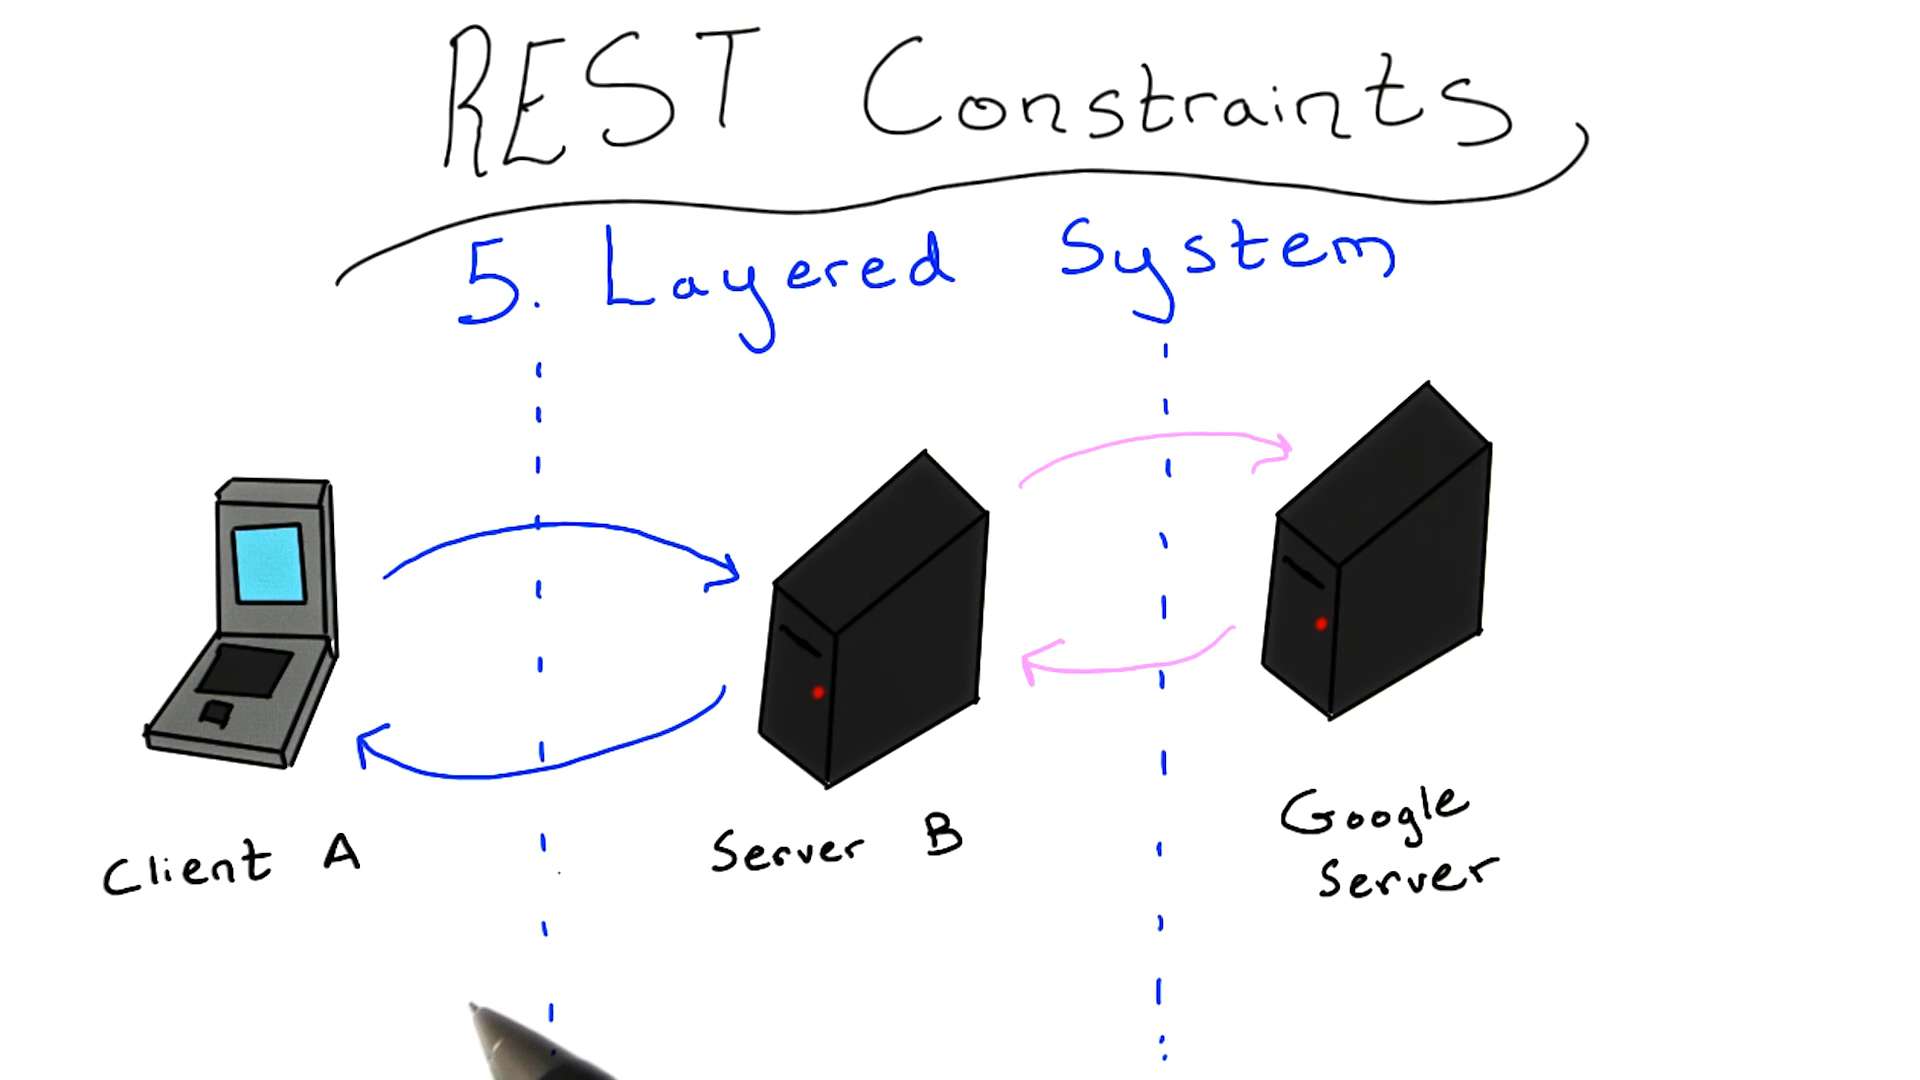 REST Constraints
5. Layered System
Client A
Server B
Google
Server